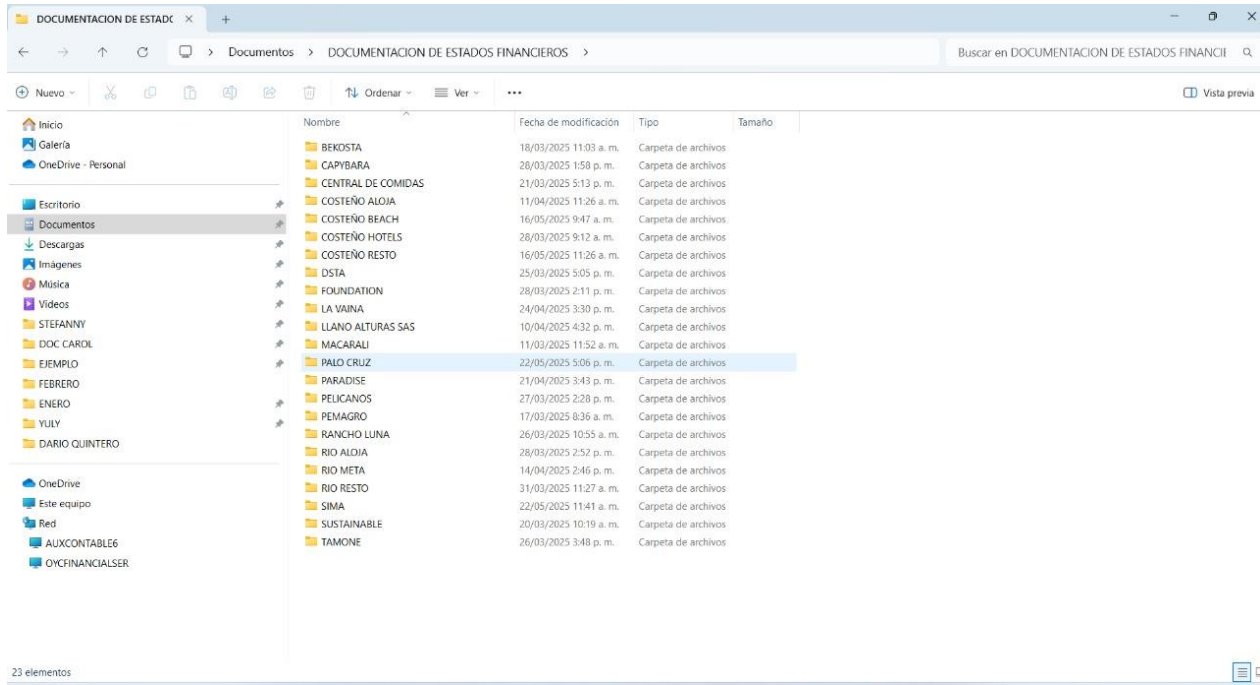 DOCUMENTACION DE ESTADO
Documentos > DOCUMENTACION DE ESTADOS FINANCIEROS >
Buscar en DOCUMENTACION DE ESTADOS FINANCIE
Nuevo Ordenar Ver ... Vista previa
Inicio
Galería
OneDrive - Personal
Escritorio
Documentos
Descargas
Imágenes
Música
Vídeos
STEFANNY
DOC CAROL
EJEMPLO
FEBRERO
ENERO
YULY
DARIO QUINTERO
OneDrive
Este equipo
Red
AUXCONTABLE6
OYCFINANCIALSER
Nombre Fecha de modificación Tipo Tamaño
BEKOSTA 18/03/2025 11:03 a. m. Carpeta de archivos
CAPYBARA 28/03/2025 1:58 p. m. Carpeta de archivos
CENTRAL DE COMIDAS 21/03/2025 5:13 p. m. Carpeta de archivos
COSTEÑO ALOJA 11/04/2025 11:26 a. m. Carpeta de archivos
COSTEÑO BEACH 16/05/2025 9:47 a. m. Carpeta de archivos
COSTEÑO HOTELS 28/03/2025 9:12 a. m. Carpeta de archivos
COSTEÑO RESTO 16/05/2025 11:26 a. m. Carpeta de archivos
DSTA 25/03/2025 5:05 p. m. Carpeta de archivos
FOUNDATION 28/03/2025 2:11 p. m. Carpeta de archivos
LA VAINA 24/04/2025 3:30 p. m. Carpeta de archivos
LLANO ALTURAS SAS 10/04/2025 4:32 p. m. Carpeta de archivos
MACARALI 11/03/2025 11:52 a. m. Carpeta de archivos
PALO CRUZ 22/05/2025 5:06 p. m. Carpeta de archivos
PARADISE 21/04/2025 3:43 p. m. Carpeta de archivos
PELICANOS 27/03/2025 2:28 p. m. Carpeta de archivos
PEMAGRO 17/03/2025 8:36 a. m. Carpeta de archivos
RANCHO LUNA 26/03/2025 10:55 a. m. Carpeta de archivos
RIO ALOJA 28/03/2025 2:52 p. m. Carpeta de archivos
RIO META 14/04/2025 2:46 p. m. Carpeta de archivos
RIO RESTO 31/03/2025 11:27 a. m. Carpeta de archivos
SIMA 22/05/2025 11:41 a. m. Carpeta de archivos
SUSTAINABLE 20/03/2025 10:19 a. m. Carpeta de archivos
TAMONE 26/03/2025 3:48 p. m. Carpeta de archivos
23 elementos